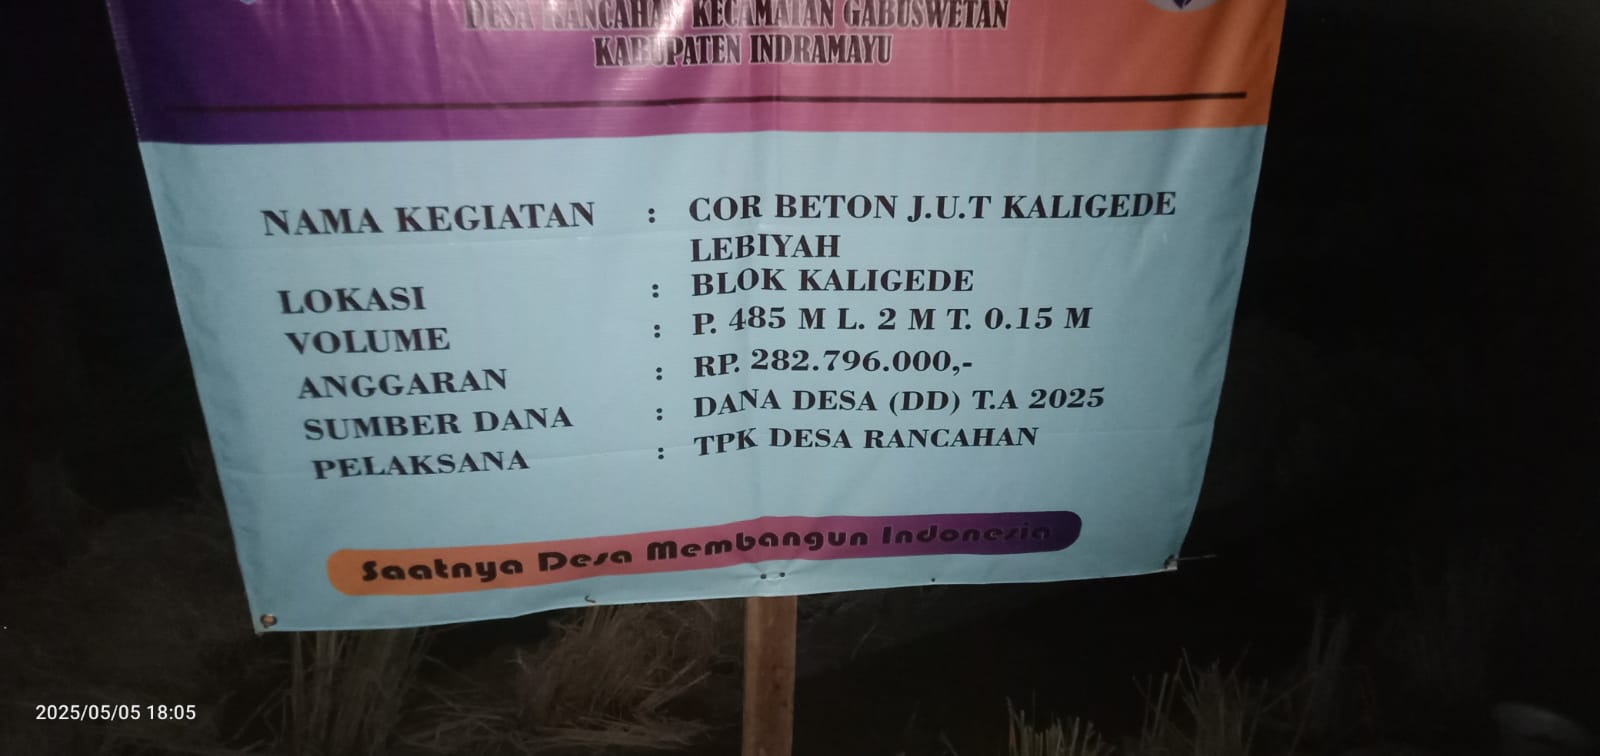 DESA RANCAHAN KECAMATAN GABUSWETAN
KABUPATEN INDRAMAYU
NAMA KEGIATAN : COR BETON J.U.T KALIGEDE
LEBIYAH
LOKASI : BLOK KALIGEDE
VOLUME : P. 485 M L. 2 M T. 0.15 M
ANGGARAN : RP. 282.796.000,-
SUMBER DANA : DANA DESA (DD) T.A 2025
PELAKSANA : TPK DESA RANCAHAN
Saatnya Desa Membangun Indonesia
2025/05/05 18:05